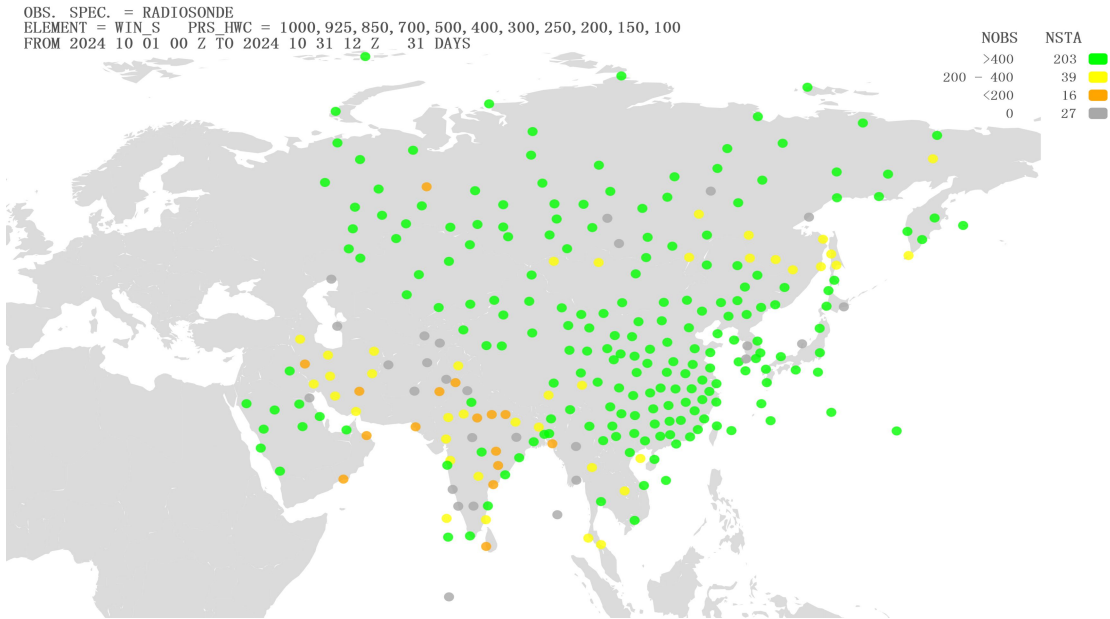 OBS. SPEC. = RADIOSONDE
ELEMENT = WIN_S PRS_HWC = 1000,925,850,700,500,400,300,250,200,150,100
FROM 2024 10 01 00 Z TO 2024 10 31 12 Z 31 DAYS
NOBS NSTA
>400 203
200 - 400 39
<200 16
0 27